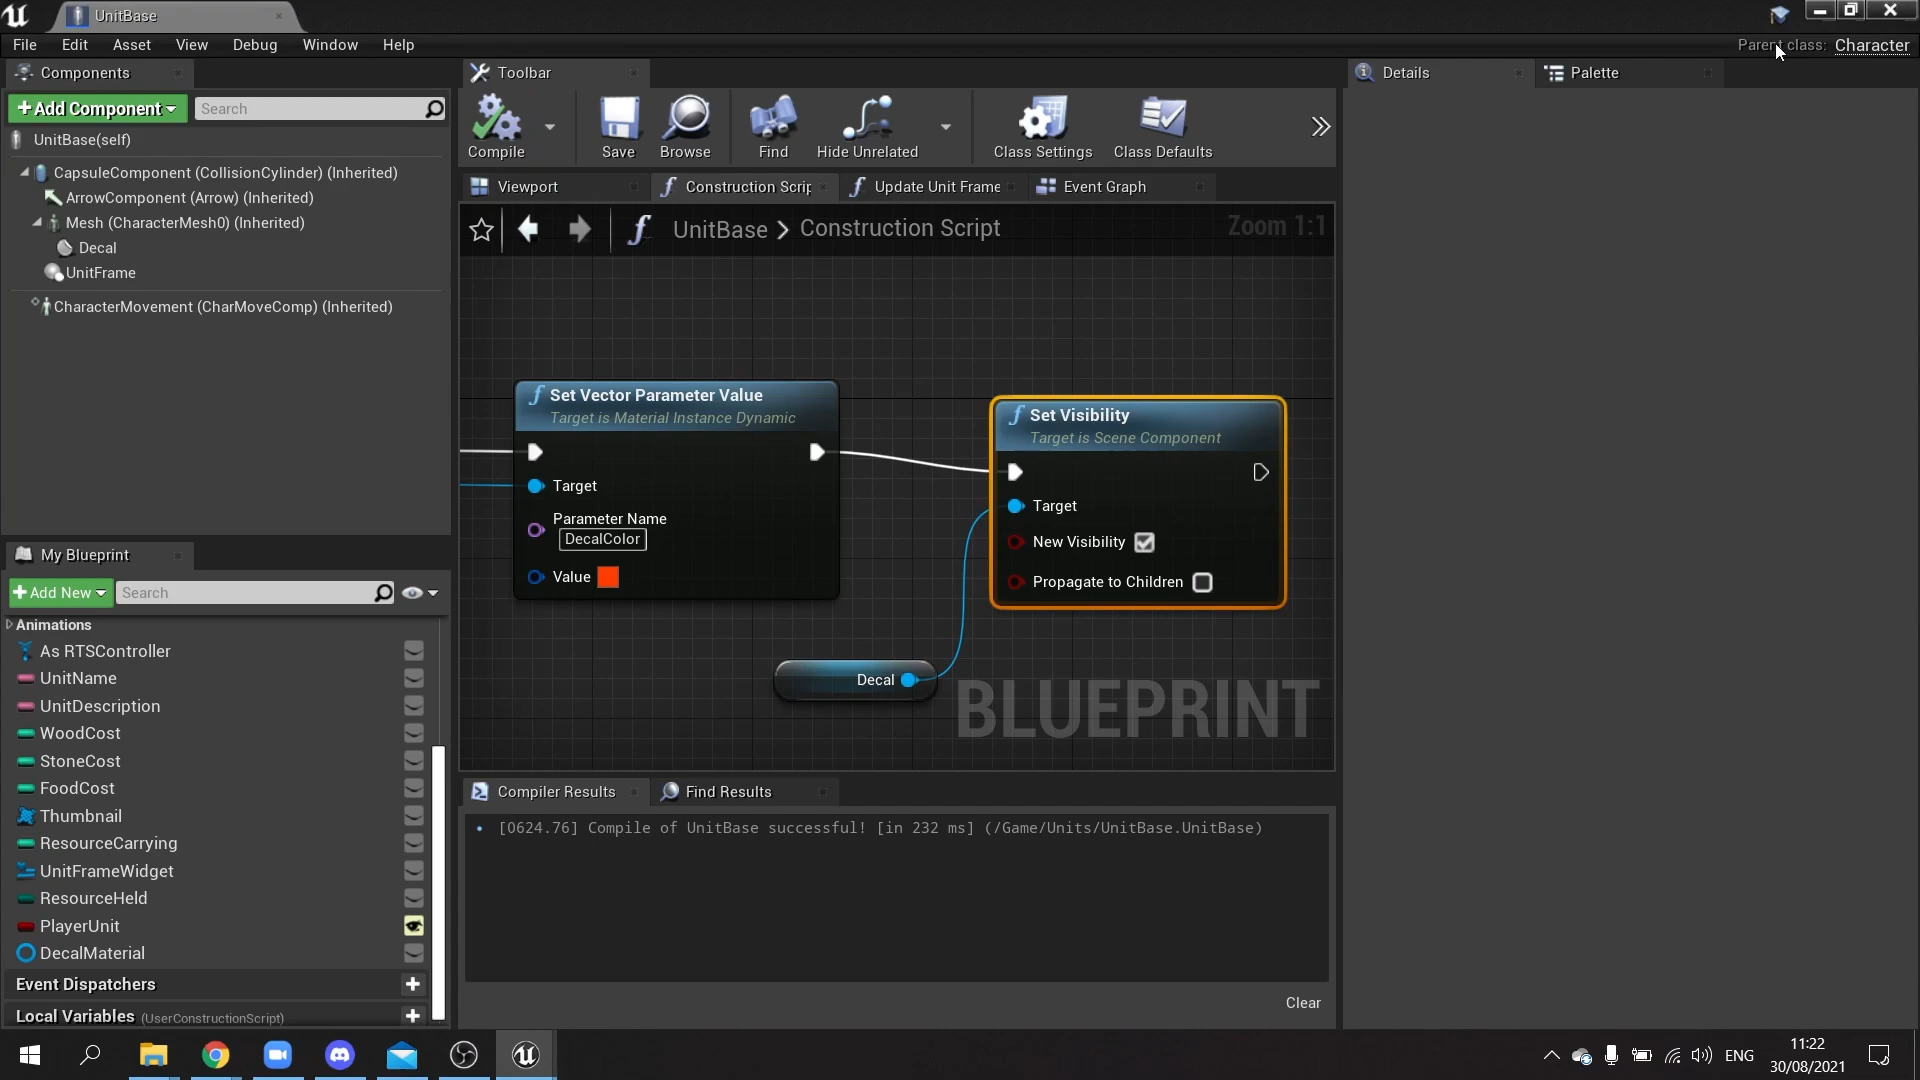 UnitBase
File Edit Asset View Debug Window Help
Parent class: Character
Components
+Add Component
Search
UnitBase(self)
CapsuleComponent (CollisionCylinder) (Inherited)
ArrowComponent (Arrow) (Inherited)
Mesh (CharacterMesh0) (Inherited)
Decal
UnitFrame
CharacterMovement (CharMoveComp) (Inherited)
My Blueprint
+Add New
Search
Animations
As RTSController
UnitName
UnitDescription
WoodCost
StoneCost
FoodCost
Thumbnail
ResourceCarrying
UnitFrameWidget
ResourceHeld
PlayerUnit
DecalMaterial
Event Dispatchers
Local Variables (UserConstructionScript)
Toolbar
Compile
Save
Browse
Find
Hide Unrelated
Class Settings
Class Defaults
Viewport
Construction Scrip
Update Unit Frame
Event Graph
UnitBase > Construction Script
Zoom 1:1
Set Vector Parameter Value
Target is Material Instance Dynamic
Target
Parameter Name
DecalColor
Value
Set Visibility
Target is Scene Component
Target
New Visibility
Propagate to Children
Decal
BLUEPRINT
Compiler Results
Find Results
[0624.76] Compile of UnitBase successful! [in 232 ms] (/Game/Units/UnitBase.UnitBase)
Clear
Details
Palette
ENG
11:22
30/08/2021